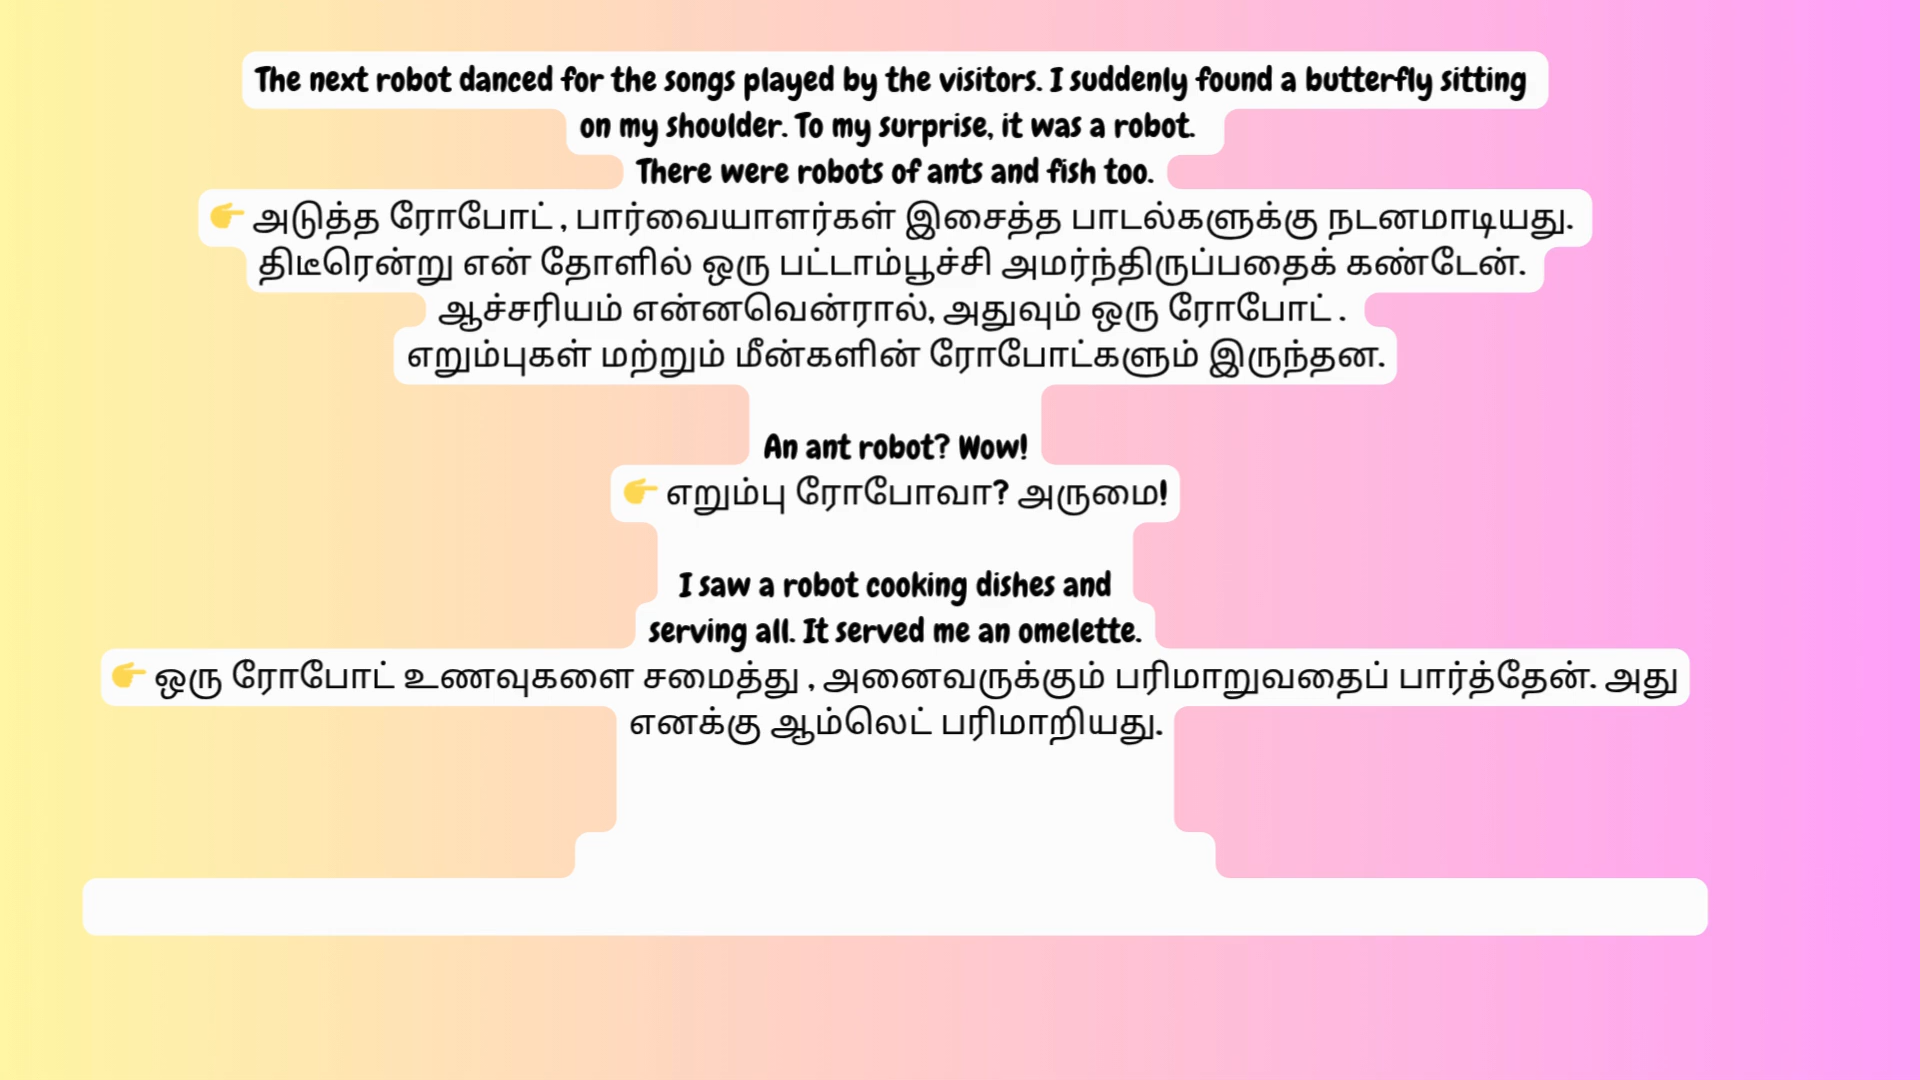 The next robot danced for the songs played by the visitors. I suddenly found a butterfly sitting
on my shoulder. To my surprise, it was a robot.
There were robots of ants and fish too.
👉 அடுத்த ரோபோட் , பார்வையாளர்கள் இசைத்த பாடல்களுக்கு நடனமாடியது.
திடீரென்று என் தோளில் ஒரு பட்டாம்பூச்சி அமர்ந்திருப்பதைக் கண்டேன்.
ஆச்சரியம் என்னவென்ரால், அதுவும் ஒரு ரோபோட் .
எறும்புகள் மற்றும் மீன்களின் ரோபோட்களும் இருந்தன.
An ant robot? Wow!
👉 எறும்பு ரோபோவா? அருமை!
I saw a robot cooking dishes and
serving all. It served me an omelette.
👉 ஒரு ரோபோட் உணவுகளை சமைத்து , அனைவருக்கும் பரிமாறுவதைப் பார்த்தேன். அது
எனக்கு ஆம்லெட் பரிமாறியது.